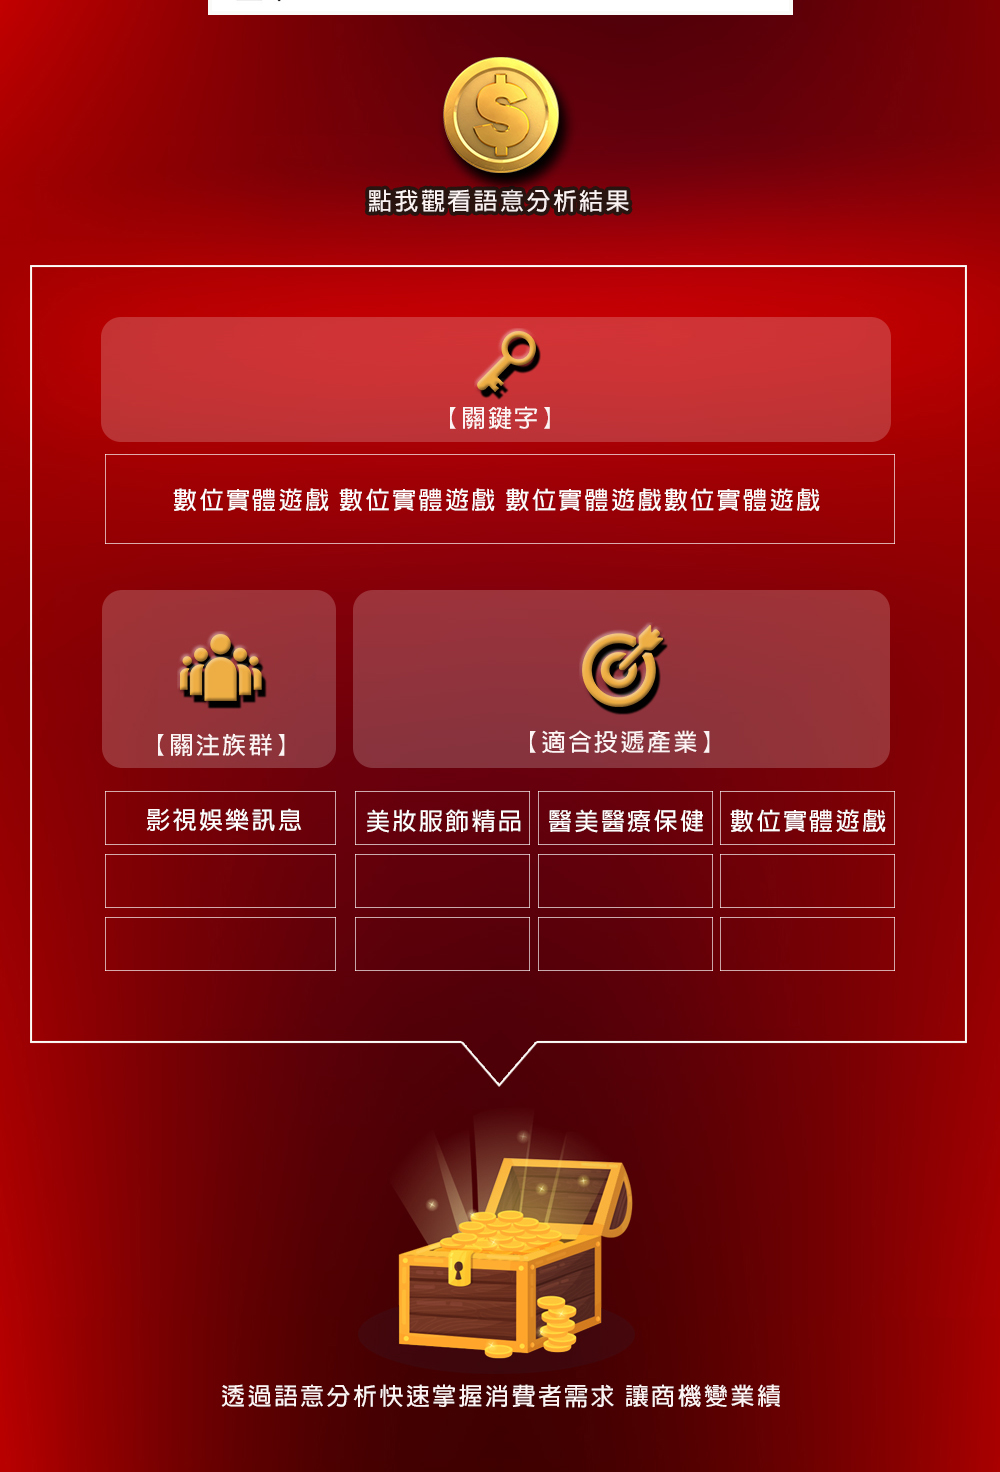 點我觀看語意分析結果
【關鍵字】
數位實體遊戲 數位實體遊戲 數位實體遊戲數位實體遊戲
【關注族群】
【適合投遞產業】
影視娛樂訊息
美妝服飾精品
醫美醫療保健
數位實體遊戲
透過語意分析快速掌握消費者需求 讓商機變業績